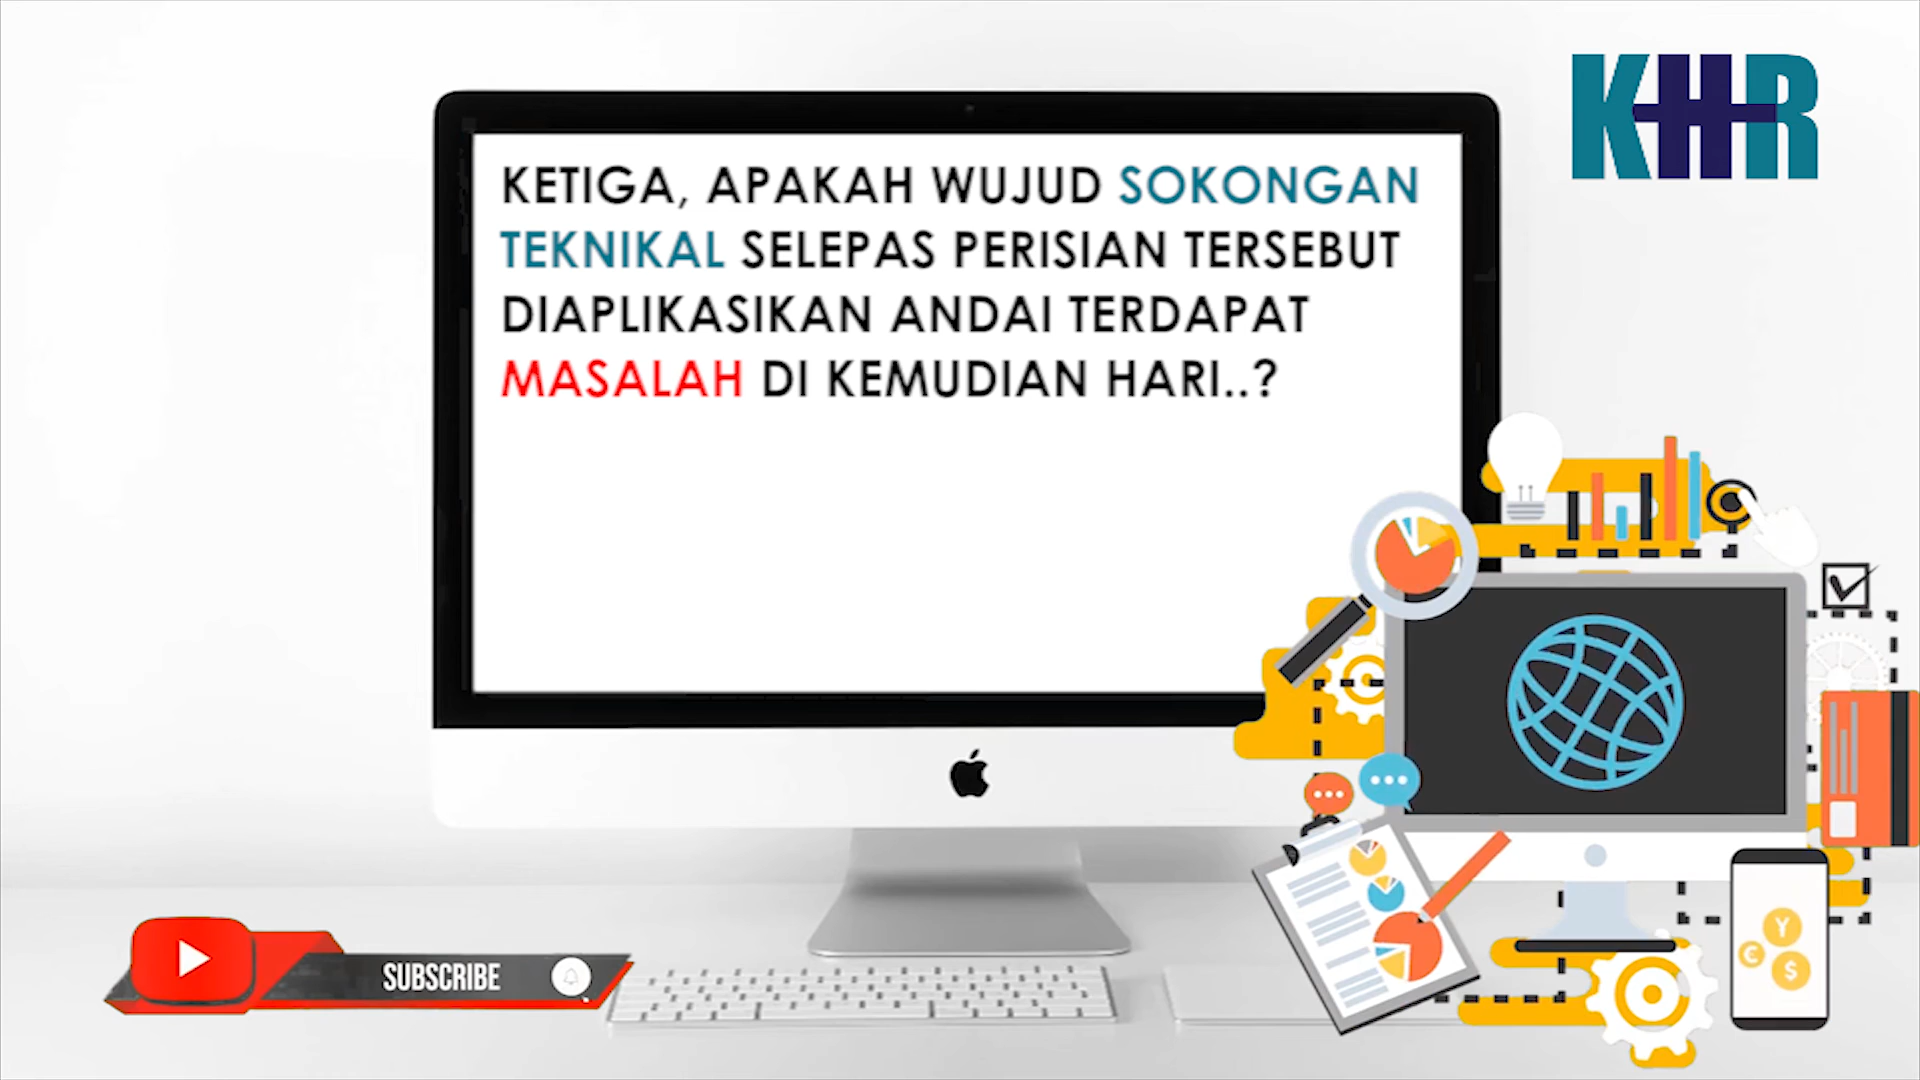 KHR
KETIGA, APAKAH WUJUD SOKONGAN
TEKNIKAL SELEPAS PERISIAN TERSEBUT
DIAPLIKASIKAN ANDAI TERDAPAT
MASALAH DI KEMUDIAN HARI..?
SUBSCRIBE